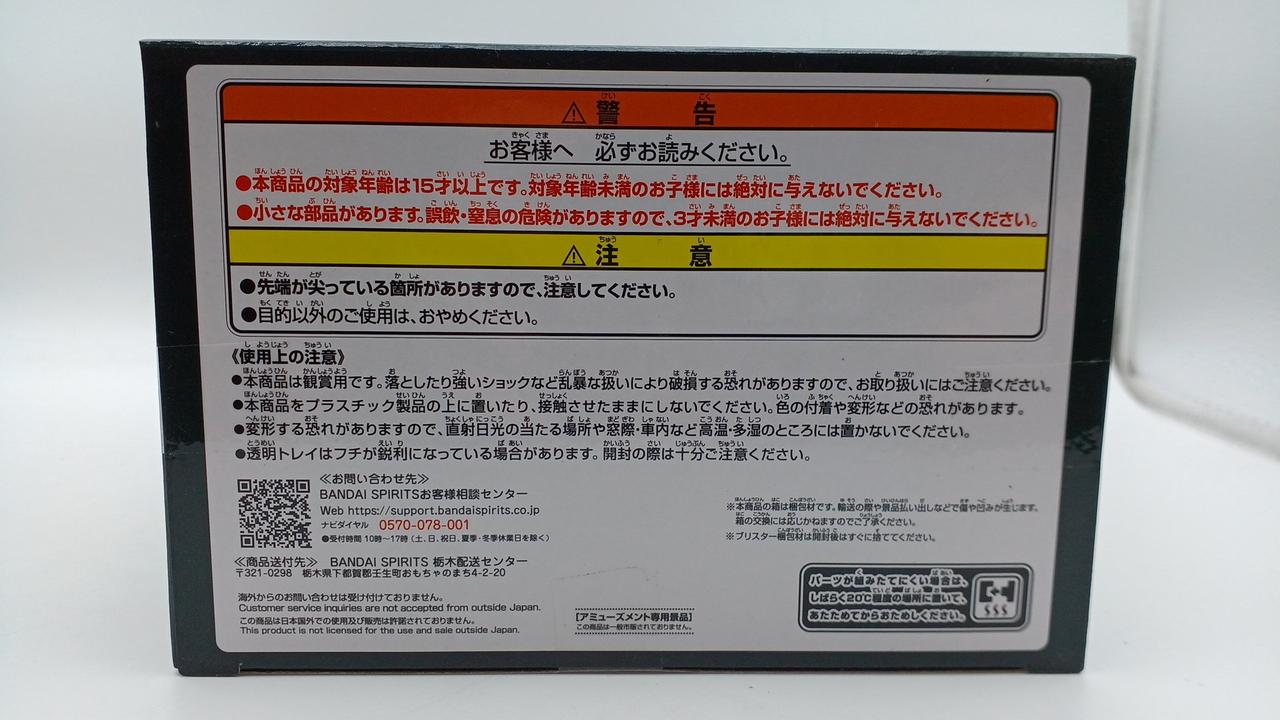 ⚠警告
お客様へ 必ずお読みください。
●本商品の対象年齢は15才以上です。対象年齢未満のお子様には絶対に与えないでください。
●小さな部品があります。誤飲・窒息の危険がありますので、3才未満のお子様には絶対に与えないでください。
⚠注意
●先端が尖っている箇所がありますので、注意してください。
●目的以外のご使用は、おやめください。
《使用上の注意》
●本商品は観賞用です。落としたり強いショックなど乱暴な扱いにより破損する恐れがありますので、お取り扱いにはご注意ください。
●本商品をプラスチック製品の上に置いたり、接触させたままにしないでください。色の付着や変形などの恐れがあります。
●変形する恐れがありますので、直射日光の当たる場所や窓際・車内など高温・多湿のところには置かないでください。
●透明トレイはフチが鋭利になっている場合があります。開封の際は十分ご注意ください。
≪お問い合わせ先≫
BANDAI SPIRITSお客様相談センター
Web https://support.bandaispirits.co.jp
ナビダイヤル 0570-078-001
●受付時間 10時~17時(土、日、祝日、夏季・冬季休業日を除く)
≪商品送付先≫ BANDAI SPIRITS 栃木配送センター
〒321-0298 栃木県下都賀郡壬生町おもちゃのまち4-2-20
海外からのお問い合わせは受け付けておりません。
Customer service inquiries are not accepted from outside Japan.
この商品は日本国外での使用及び販売は許諾されておりません。
This product is not licensed for the use and sale outside Japan.
[アミューズメント専用景品]
この商品は一般市販されておりません。
※本商品の箱は梱包材です。輸送の際や景品払い出しなどで傷や凹みが生じます。
箱の交換には応じかねますのでご了承ください。
※ブリスター梱包材は開封後はすぐに捨ててください。
パーツが組みたてにくい場合は、
しばらく20℃程度の場所に置いて、
あたためてからおためしください。